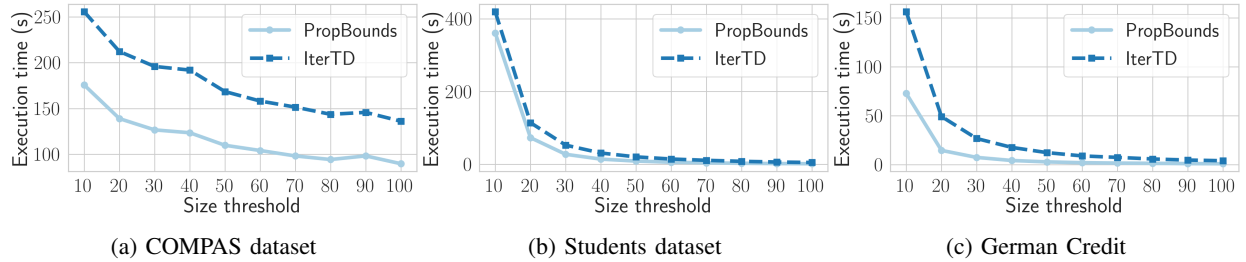 Execution time (s)
250
200
150
100
PropBounds
IterTD
10 20 30 40 50 60 70 80 90 100
Size threshold
(a) COMPAS dataset
Execution time (s)
400
200
0
PropBounds
IterTD
10 20 30 40 50 60 70 80 90 100
Size threshold
(b) Students dataset
Execution time (s)
150
100
50
0
PropBounds
IterTD
10 20 30 40 50 60 70 80 90 100
Size threshold
(c) German Credit